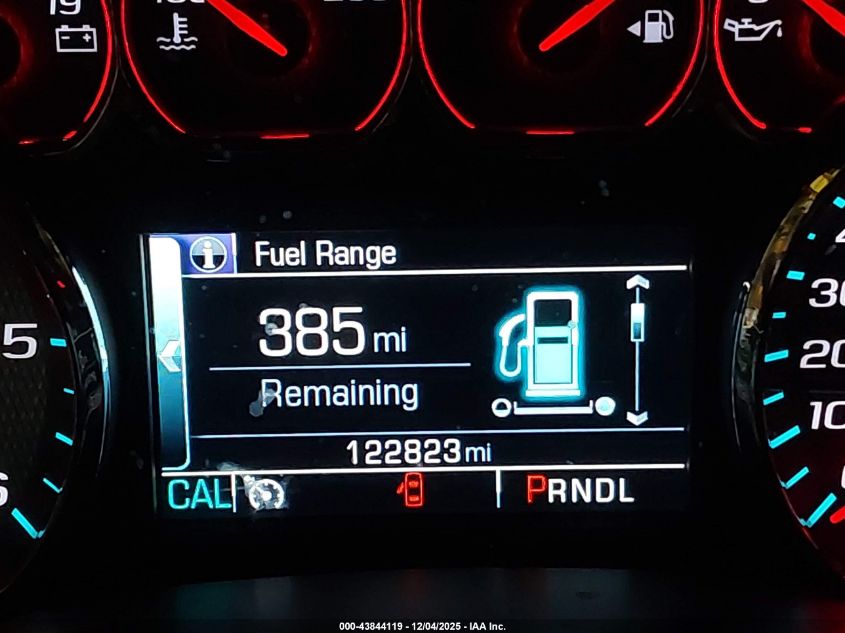 19
Fuel Range
385 mi
Remaining
122823 mi
CAL
PRNDL
5
30
20
10
000-43844119 - 12/04/2025 - IAA Inc.